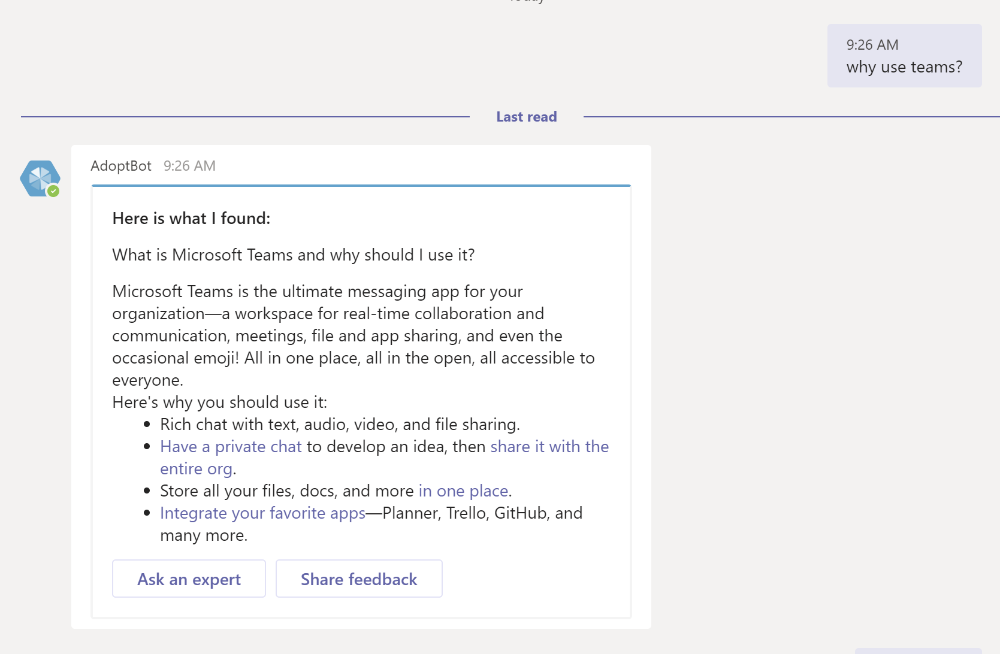 9:26 AM
why use teams?
Last read
AdoptBot 9:26 AM
Here is what I found:
What is Microsoft Teams and why should I use it?
Microsoft Teams is the ultimate messaging app for your
organization—a workspace for real-time collaboration and
communication, meetings, file and app sharing, and even the
occasional emoji! All in one place, all in the open, all accessible to
everyone.
Here's why you should use it:
• Rich chat with text, audio, video, and file sharing.
• Have a private chat to develop an idea, then share it with the
entire org.
• Store all your files, docs, and more in one place.
• Integrate your favorite apps—Planner, Trello, GitHub, and
many more.
Ask an expert Share feedback